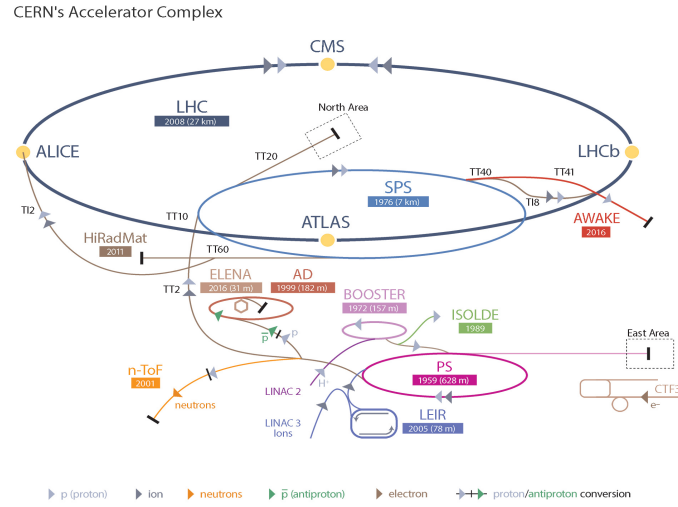 CERN's Accelerator Complex
CMS
LHC
2008 (27 km)
North Area
ALICE
LHCb
TT20
TT40
TT41
SPS
1976 (7 km)
TI2
TT10
TI8
ATLAS
AWAKE
2016
HiRadMat
2011
TT60
ELENA
2016 (31 m)
AD
1999 (182 m)
TT2
BOOSTER
1972 (157 m)
ISOLDE
1989
p
p̅
East Area
n-ToF
2001
PS
1959 (628 m)
H⁺
LINAC 2
neutrons
CTF3
e-
LEIR
2005 (78 m)
LINAC 3
Ions
p (proton)
ion
neutrons
p̅ (antiproton)
electron
proton/antiproton conversion